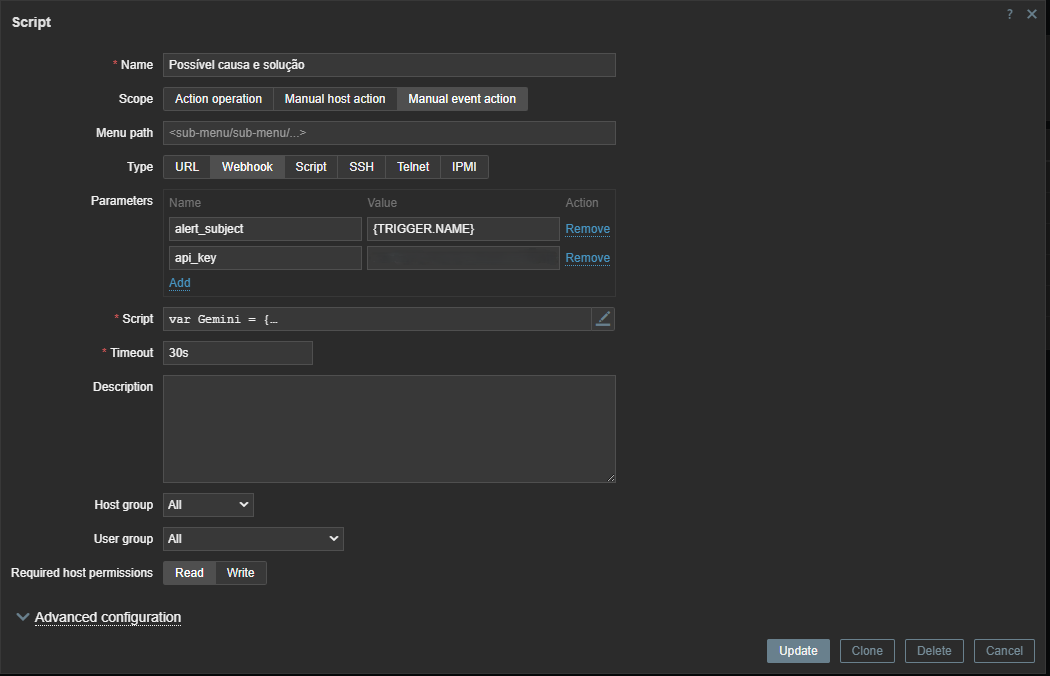 Script
? ×
* Name Possível causa e solução
Scope Action operation Manual host action Manual event action
Menu path <sub-menu/sub-menu/...>
Type URL Webhook Script SSH Telnet IPMI
Parameters Name Value Action
alert_subject {TRIGGER.NAME} Remove
api_key Remove
Add
* Script var Gemini = {…
* Timeout 30s
Description
Host group All
User group All
Required host permissions Read Write
Advanced configuration
Update Clone Delete Cancel